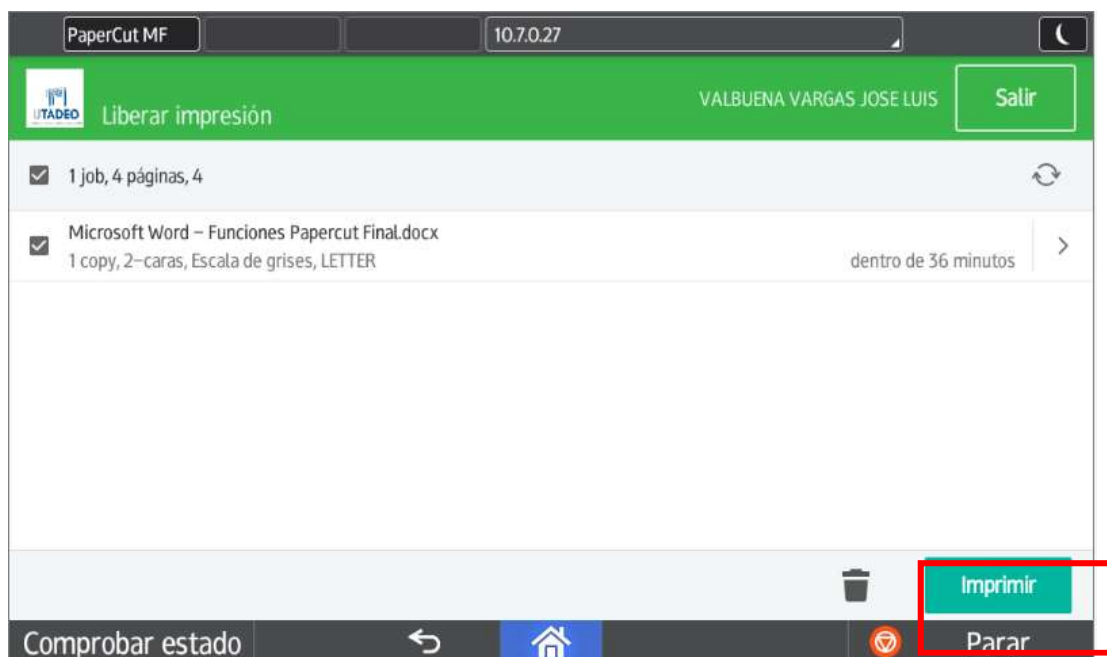 PaperCut MF
10.7.0.27
UTADEO
Liberar impresión
VALBUENA VARGAS JOSE LUIS
Salir
1 job, 4 páginas, 4
Microsoft Word – Funciones Papercut Final.docx
1 copy, 2-caras, Escala de grises, LETTER
dentro de 36 minutos
Imprimir
Comprobar estado
Parar